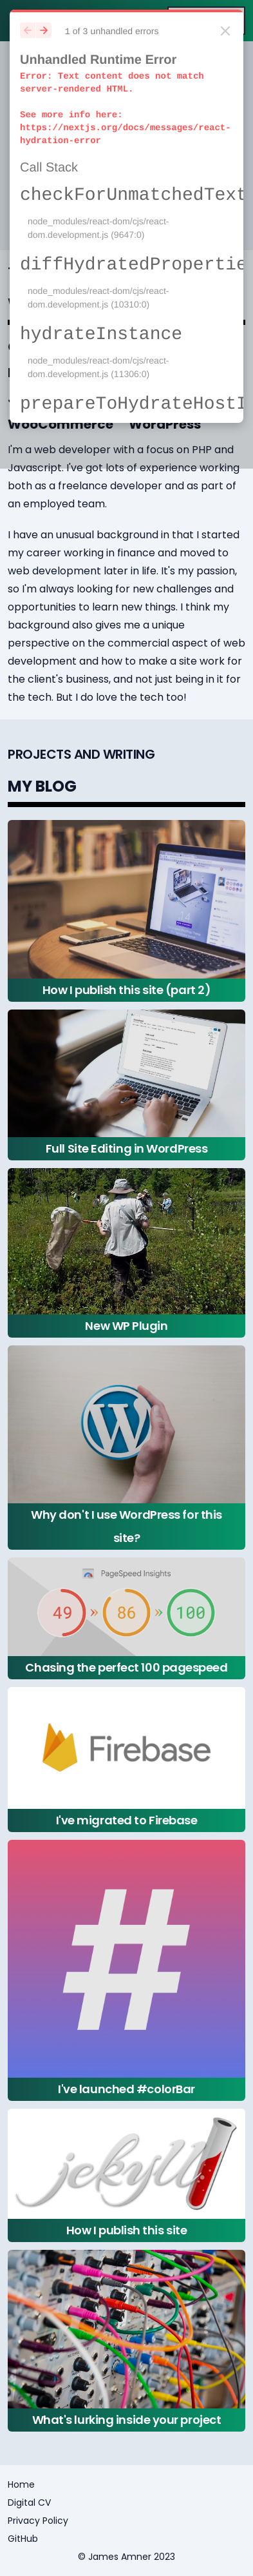 1 of 3 unhandled errors
Unhandled Runtime Error
Error: Text content does not match
server-rendered HTML.
See more info here:
https://nextjs.org/docs/messages/react-
hydration-error
Call Stack
checkForUnmatchedText
node_modules/react-dom/cjs/react-
dom.development.js (9647:0)
diffHydratedPropertie
node_modules/react-dom/cjs/react-
dom.development.js (10310:0)
hydrateInstance
node_modules/react-dom/cjs/react-
dom.development.js (11306:0)
prepareToHydrateHostI
WooCommerce WordPress
I'm a web developer with a focus on PHP and
Javascript. I've got lots of experience working
both as a freelance developer and as part of
an employed team.
I have an unusual background in that I started
my career working in finance and moved to
web development later in life. It's my passion,
so I'm always looking for new challenges and
opportunities to learn new things. I think my
background also gives me a unique
perspective on the commercial aspect of web
development and how to make a site work for
the client's business, and not just being in it for
the tech. But I do love the tech too!
PROJECTS AND WRITING
MY BLOG
How I publish this site (part 2)
Full Site Editing in WordPress
New WP Plugin
Why don't I use WordPress for this
site?
PageSpeed Insights
49 » 86 » 100
Chasing the perfect 100 pagespeed
Firebase
I've migrated to Firebase
#
I've launched #colorBar
jekyll
How I publish this site
What's lurking inside your project
Home
Digital CV
Privacy Policy
GitHub
© James Amner 2023